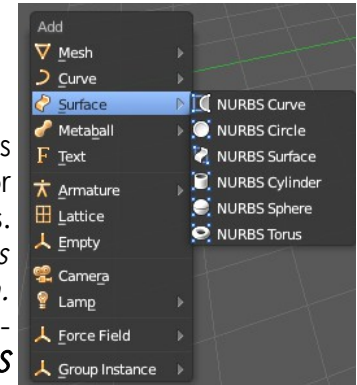 Add
Mesh
Curve
Surface
Metaball
Text
Armature
Lattice
Empty
Camera
Lamp
Force Field
Group Instance
NURBS Curve
NURBS Circle
NURBS Surface
NURBS Cylinder
NURBS Sphere
NURBS Torus